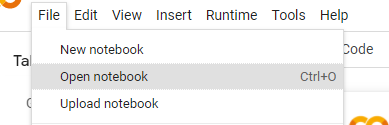 File Edit View Insert Runtime Tools Help
New notebook
Code
Open notebook Ctrl+O
Upload notebook